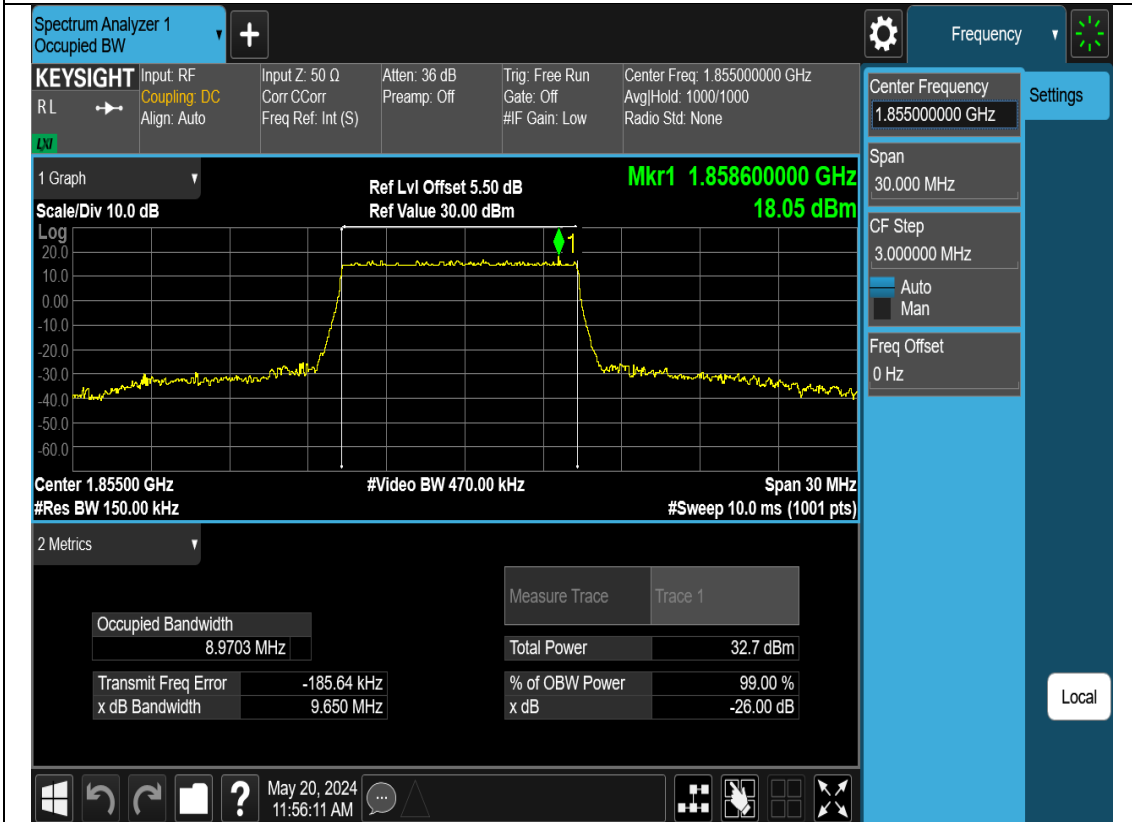 Spectrum Analyzer 1
Occupied BW
+
Frequency
KEYSIGHT
RL
LXI
Input: RF
Coupling: DC
Align: Auto
Input Z: 50 Ω
Corr CCorr
Freq Ref: Int (S)
Atten: 36 dB
Preamp: Off
Trig: Free Run
Gate: Off
#IF Gain: Low
Center Freq: 1.855000000 GHz
Avg|Hold: 1000/1000
Radio Std: None
Center Frequency
1.855000000 GHz
Settings
Span
30.000 MHz
CF Step
3.000000 MHz
Auto
Man
Freq Offset
0 Hz
Local
1 Graph
Scale/Div 10.0 dB
Ref Lvl Offset 5.50 dB
Ref Value 30.00 dBm
Mkr1 1.858600000 GHz
18.05 dBm
Log
20.0
10.0
0.00
-10.0
-20.0
-30.0
-40.0
-50.0
-60.0
1
Center 1.85500 GHz
#Video BW 470.00 kHz
Span 30 MHz
#Res BW 150.00 kHz
#Sweep 10.0 ms (1001 pts)
2 Metrics
Measure Trace Trace 1
Occupied Bandwidth
8.9703 MHz
Total Power 32.7 dBm
Transmit Freq Error -185.64 kHz
% of OBW Power 99.00 %
x dB Bandwidth 9.650 MHz
x dB -26.00 dB
?
May 20, 2024
11:56:11 AM